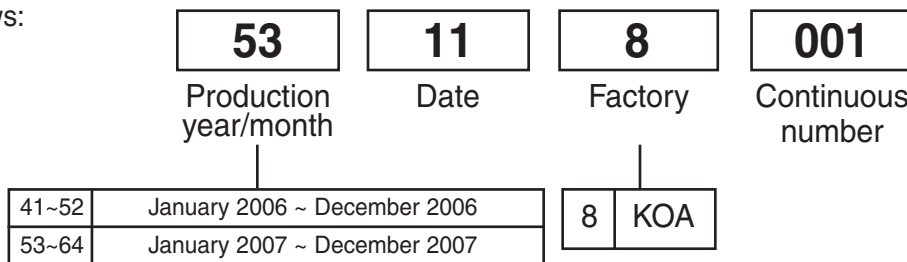 vs:
53 11 8 001
Production year/month
Date
Factory
Continuous number
41~52 January 2006 ~ December 2006
53~64 January 2007 ~ December 2007
8 KOA